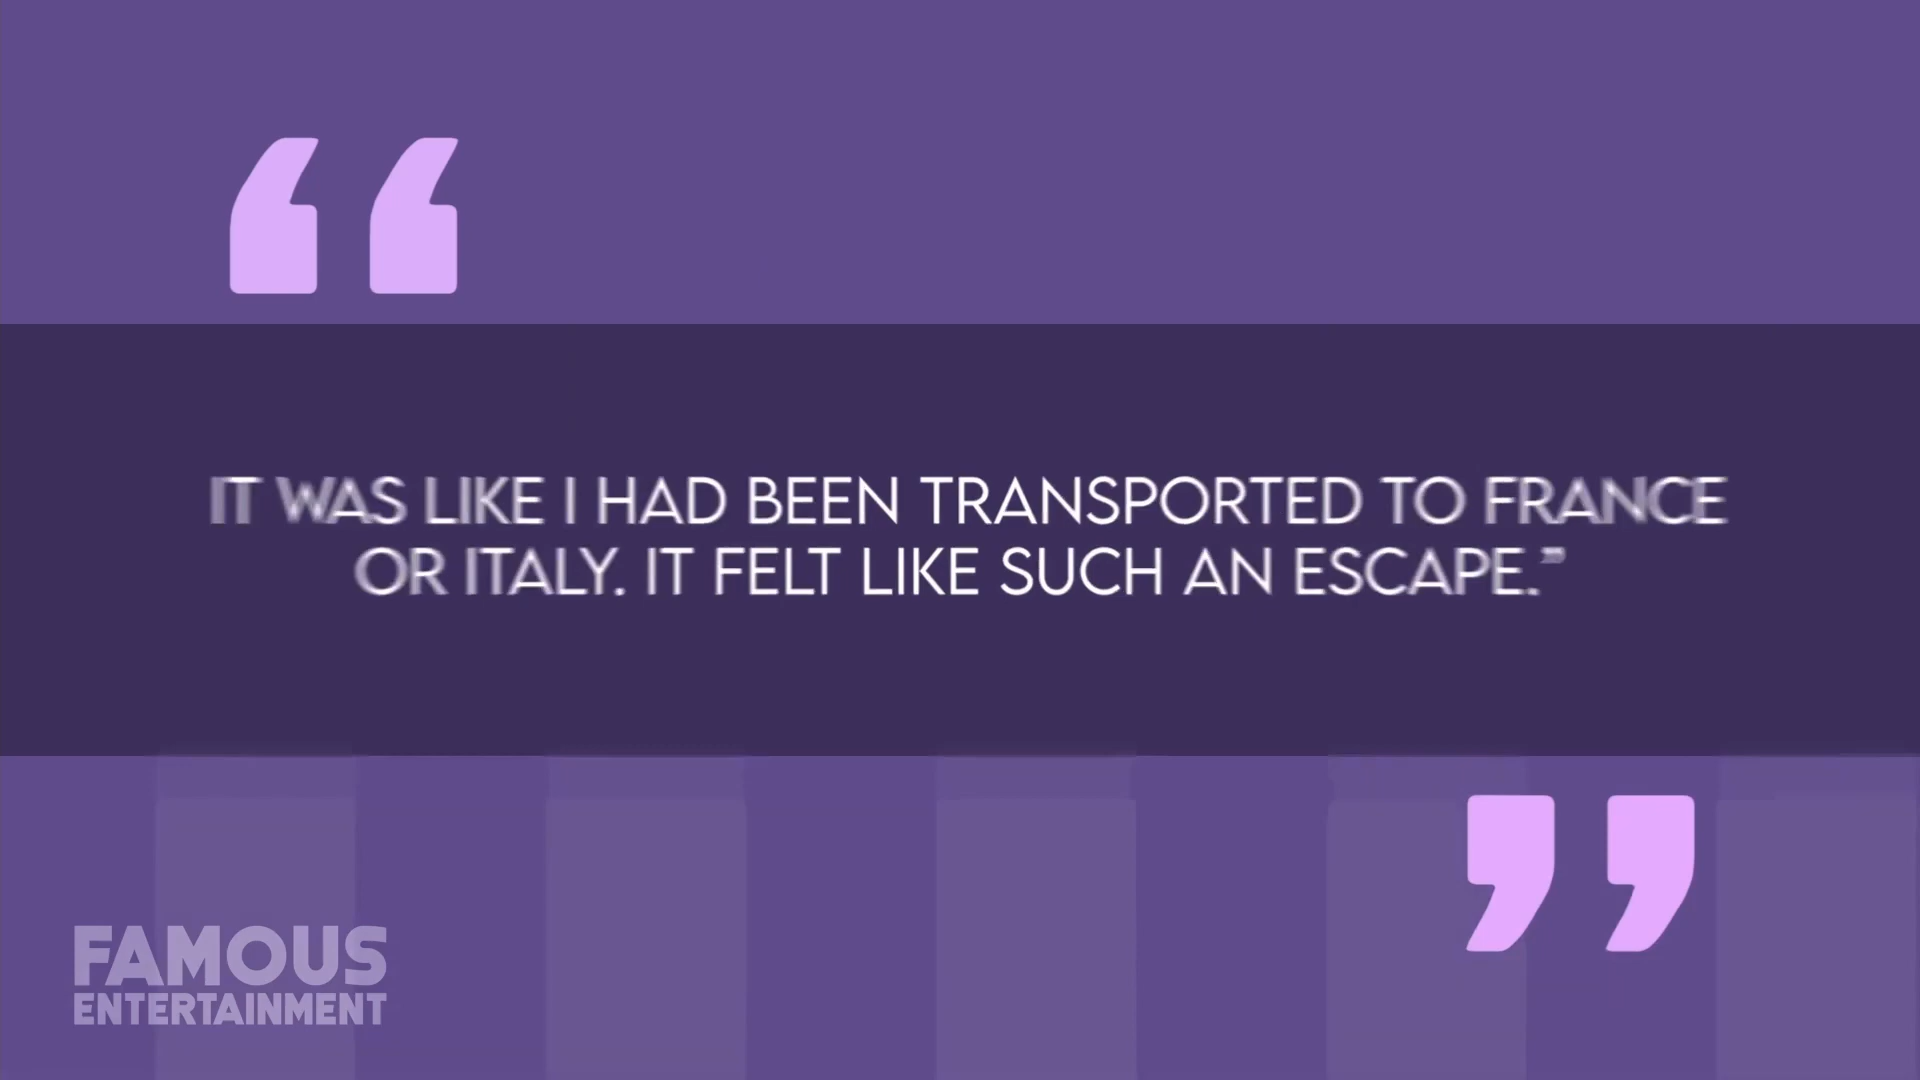 “
IT WAS LIKE I HAD BEEN TRANSPORTED TO FRANCE
OR ITALY. IT FELT LIKE SUCH AN ESCAPE.”
”
FAMOUS
ENTERTAINMENT